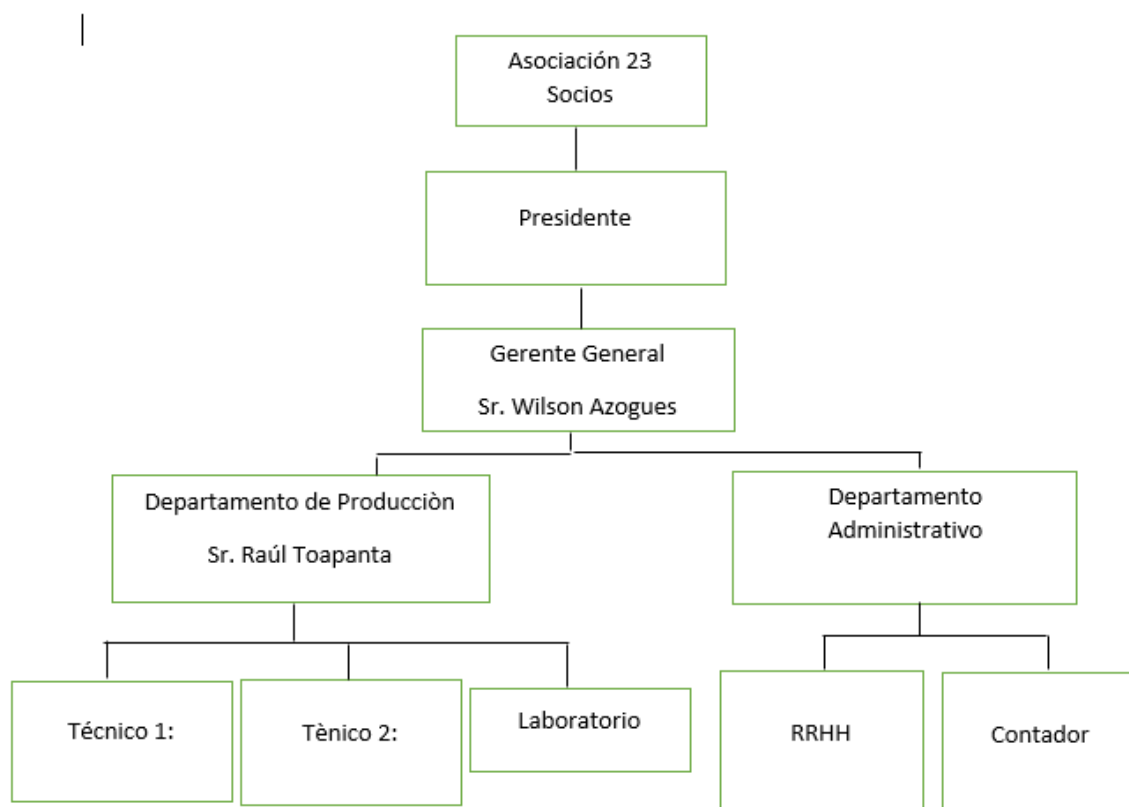 Asociación 23
Socios
Presidente
Gerente General
Sr. Wilson Azogues
Departamento de Producciòn
Sr. Raúl Toapanta
Departamento
Administrativo
Técnico 1:
Tènico 2:
Laboratorio
RRHH
Contador